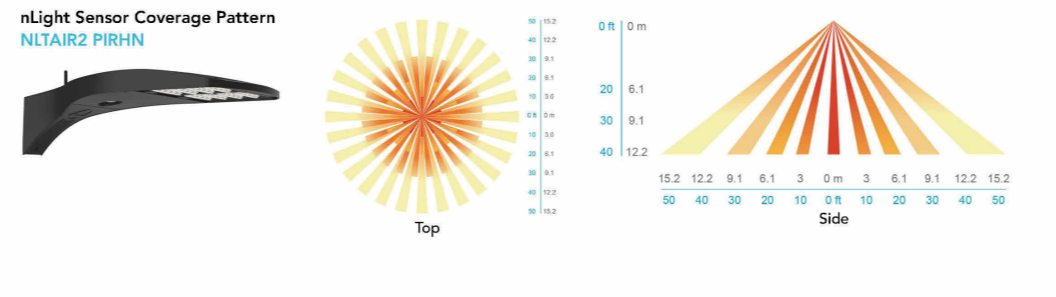 nLight Sensor Coverage Pattern
NLTAIR2 PIRHN
50 15.2
40 12.2
30 9.1
20 6.1
10 3.0
0 ft 0 m
10 3.0
20 6.1
30 9.1
40 12.2
50 15.2
Top
0 ft 0 m
20 6.1
30 9.1
40 12.2
15.2 12.2 9.1 6.1 3 0 m 3 6.1 9.1 12.2 15.2
50 40 30 20 10 0 ft 10 20 30 40 50
Side